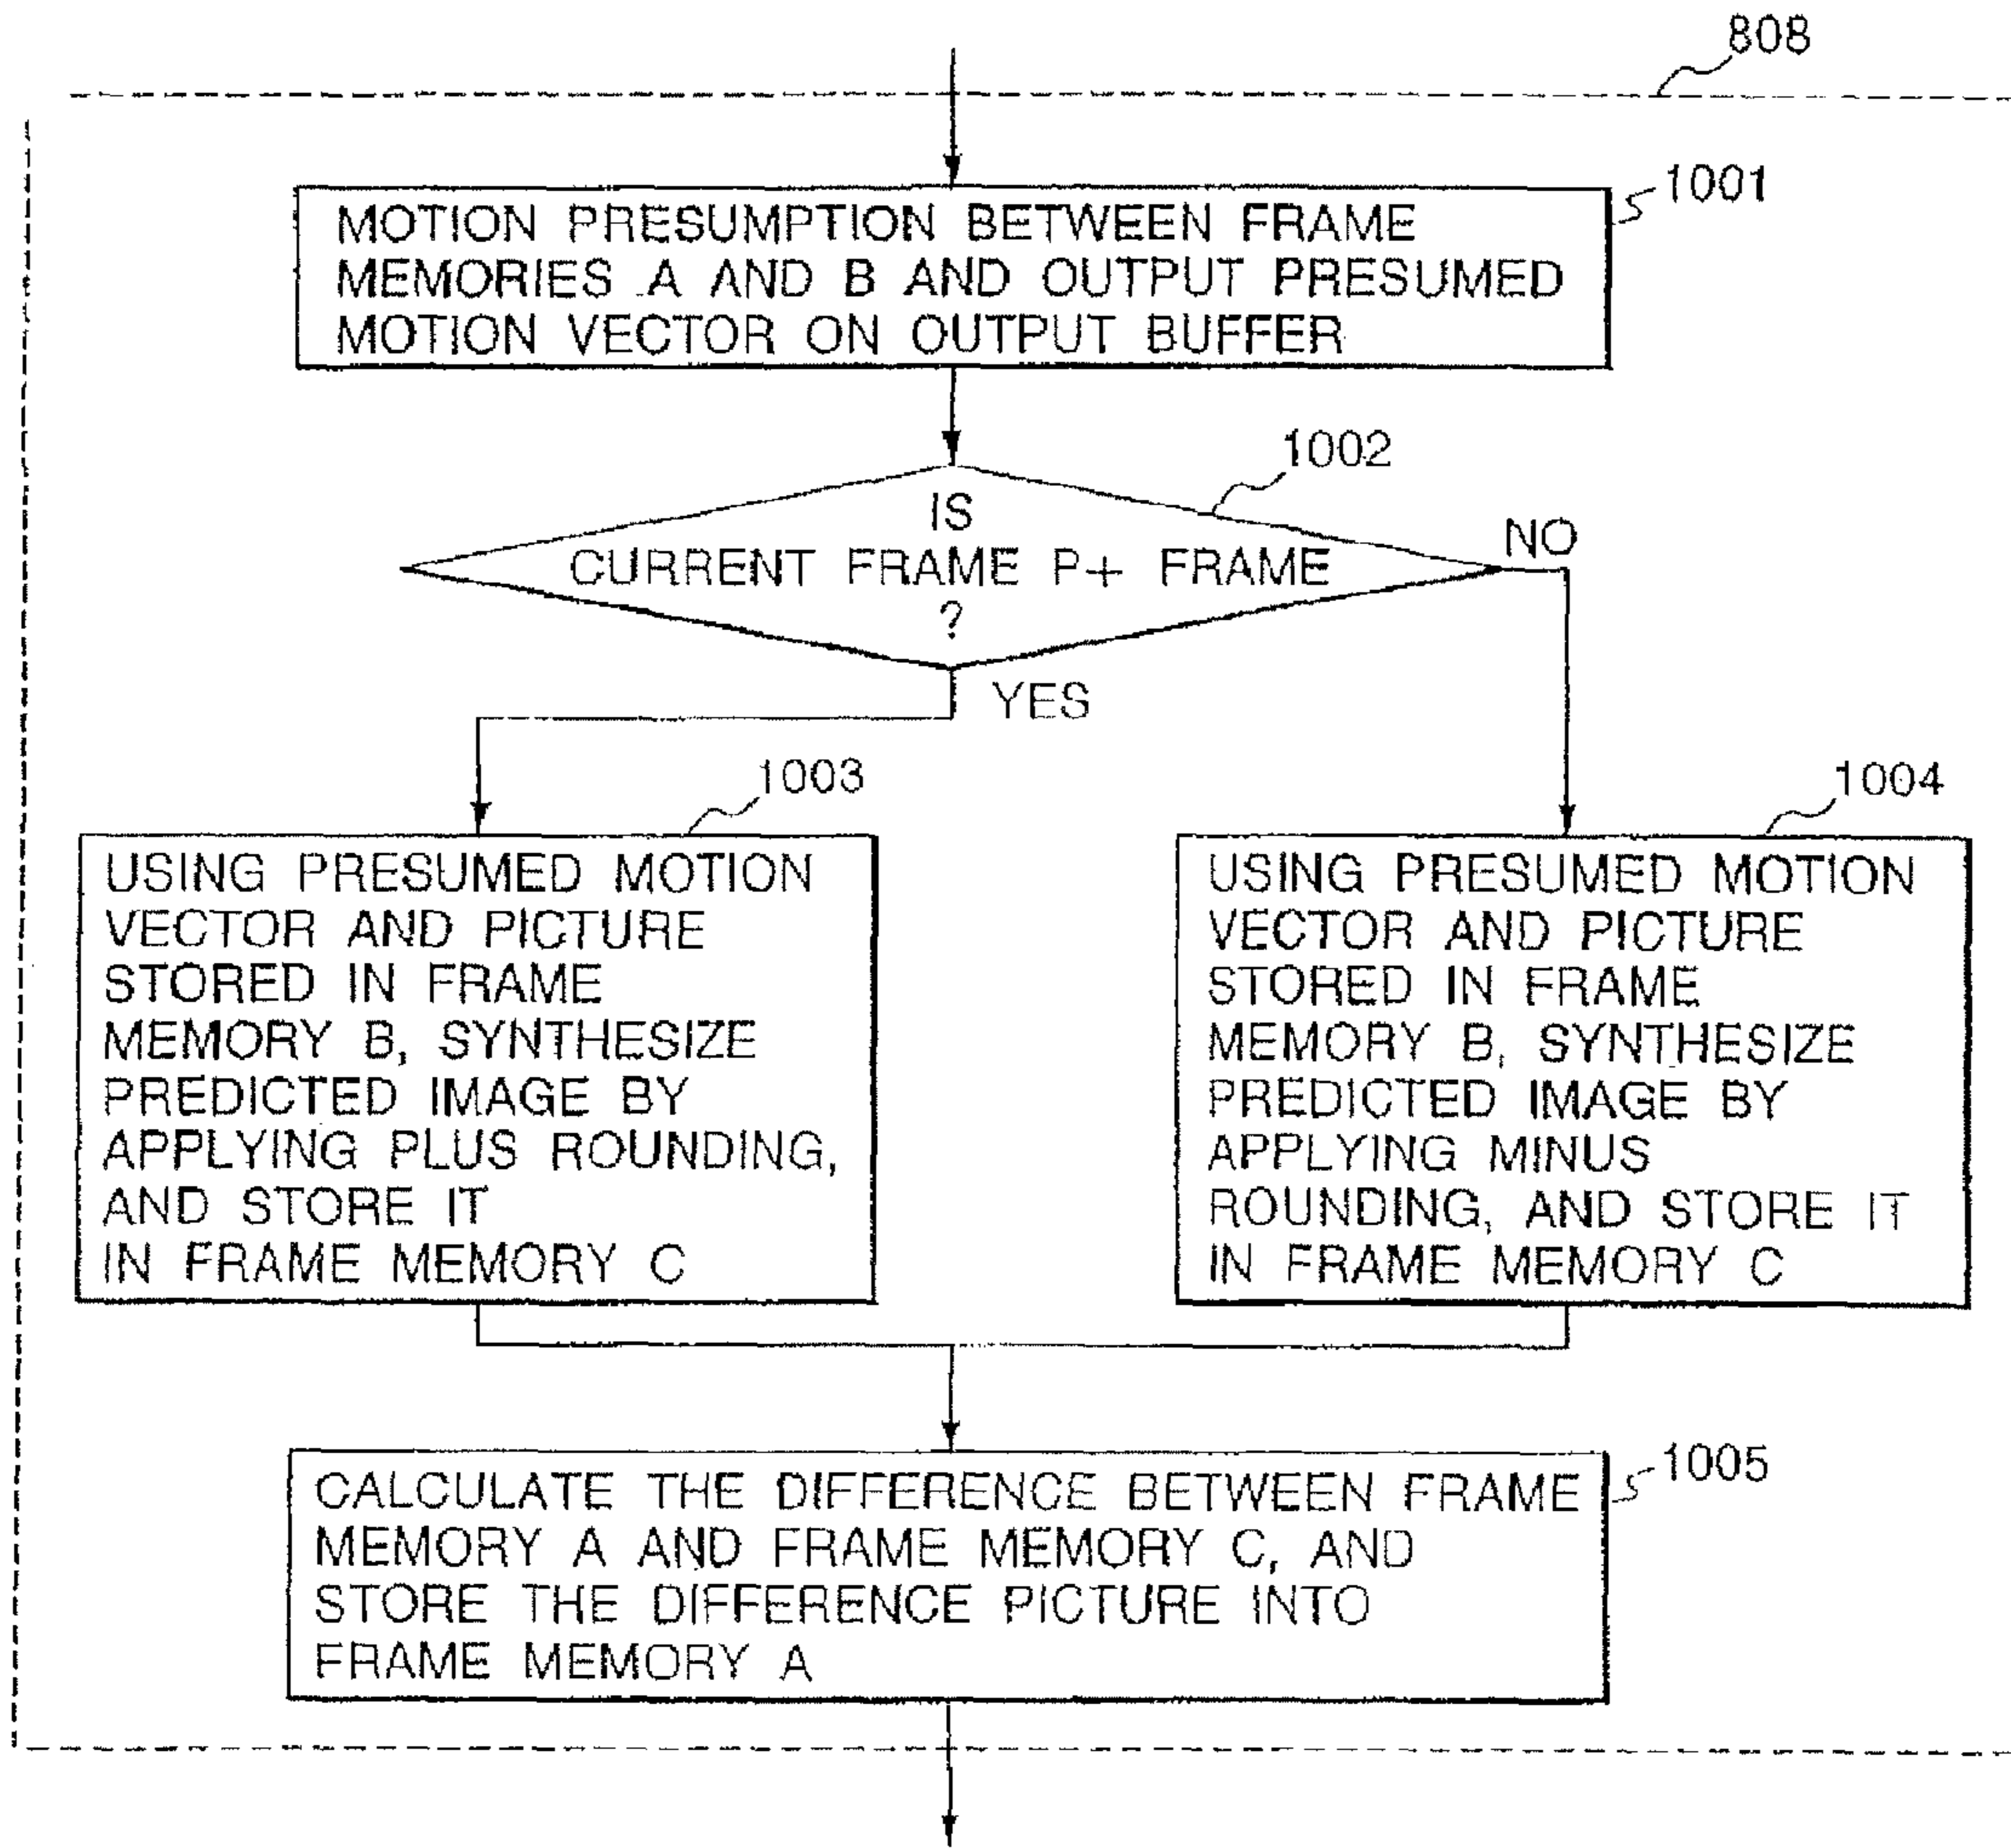 808
1001
MOTION PRESUMPTION BETWEEN FRAME
MEMORIES A AND B AND OUTPUT PRESUMED
MOTION VECTOR ON OUTPUT BUFFER
1002
IS
CURRENT FRAME P+ FRAME
?
NO
YES
1003
USING PRESUMED MOTION
VECTOR AND PICTURE
STORED IN FRAME
MEMORY B, SYNTHESIZE
PREDICTED IMAGE BY
APPLYING PLUS ROUNDING,
AND STORE IT
IN FRAME MEMORY C
1004
USING PRESUMED MOTION
VECTOR AND PICTURE
STORED IN FRAME
MEMORY B, SYNTHESIZE
PREDICTED IMAGE BY
APPLYING MINUS
ROUNDING, AND STORE IT
IN FRAME MEMORY C
1005
CALCULATE THE DIFFERENCE BETWEEN FRAME
MEMORY A AND FRAME MEMORY C, AND
STORE THE DIFFERENCE PICTURE INTO
FRAME MEMORY A